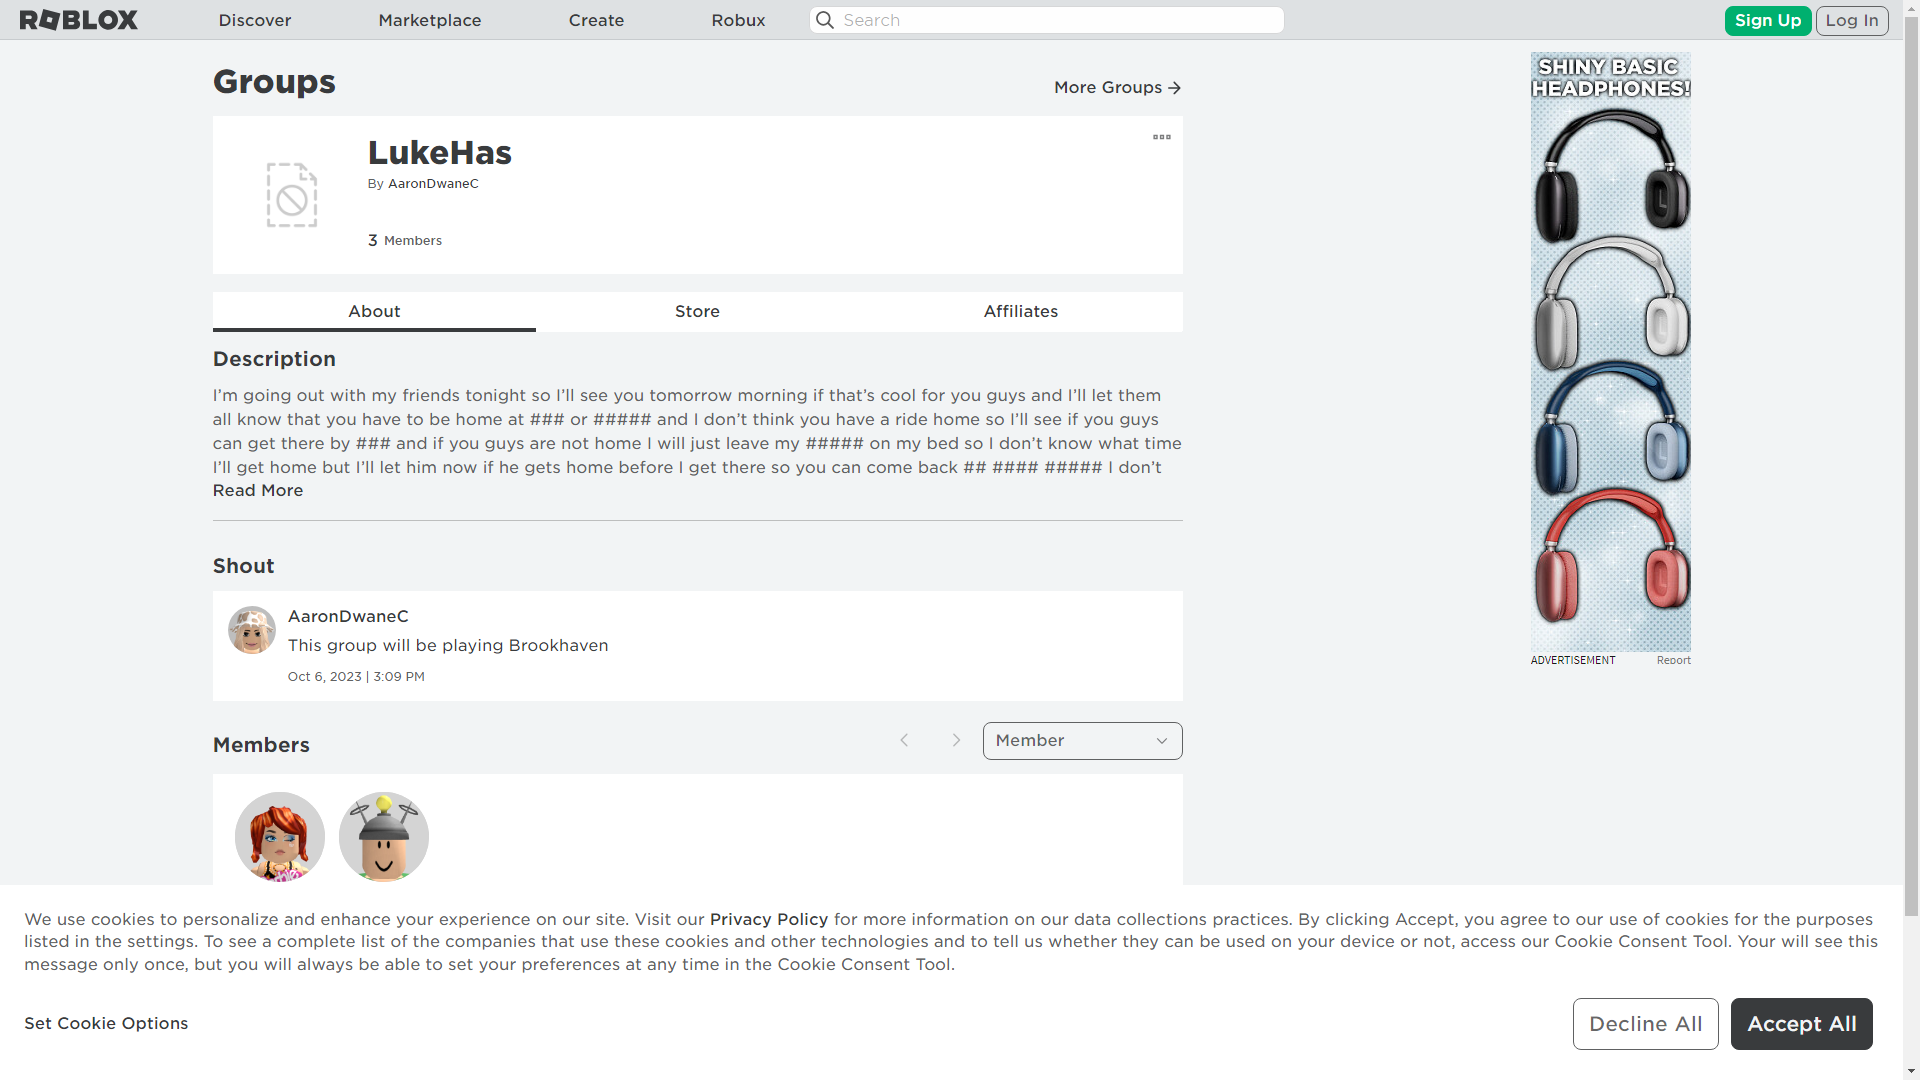 ROBLOX
Discover
Marketplace
Create
Robux
Search
Sign Up
Log In
Groups
More Groups
LukeHas
By AaronDwaneC
3 Members
About
Store
Affiliates
Description
I’m going out with my friends tonight so I’ll see you tomorrow morning if that’s cool for you guys and I’ll let them
all know that you have to be home at ### or ##### and I don’t think you have a ride home so I’ll see if you guys
can get there by ### and if you guys are not home I will just leave my ##### on my bed so I don’t know what time
I’ll get home but I’ll let him now if he gets home before I get there so you can come back ## #### ##### I don’t
Read More
Shout
AaronDwaneC
This group will be playing Brookhaven
Oct 6, 2023 | 3:09 PM
Members
Member
SHINY BASIC
HEADPHONES!
ADVERTISEMENT
Report
We use cookies to personalize and enhance your experience on our site. Visit our Privacy Policy for more information on our data collections practices. By clicking Accept, you agree to our use of cookies for the purposes
listed in the settings. To see a complete list of the companies that use these cookies and other technologies and to tell us whether they can be used on your device or not, access our Cookie Consent Tool. Your will see this
message only once, but you will always be able to set your preferences at any time in the Cookie Consent Tool.
Set Cookie Options
Decline All
Accept All